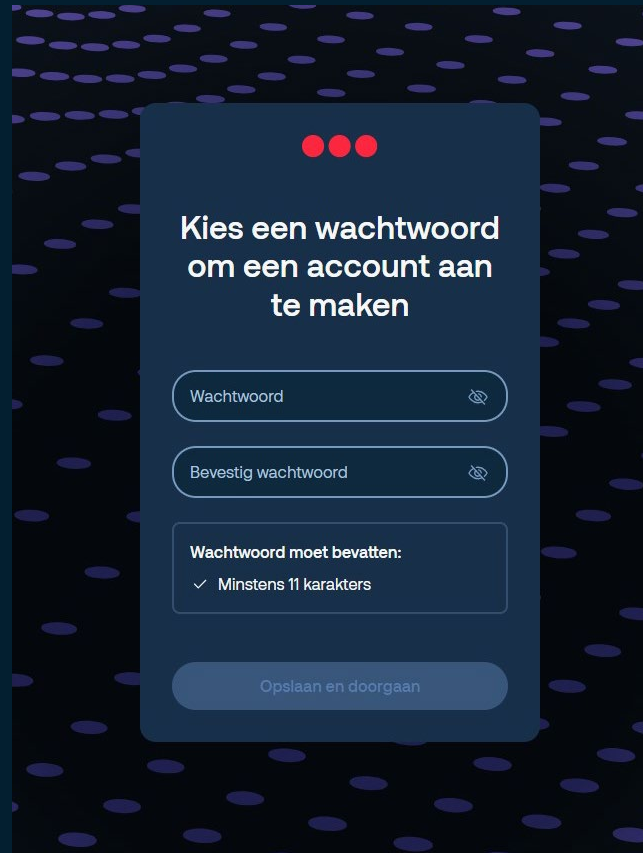 Kies een wachtwoord
om een account aan
te maken
Wachtwoord
Bevestig wachtwoord
Wachtwoord moet bevatten:
Minstens 11 karakters
Opslaan en doorgaan